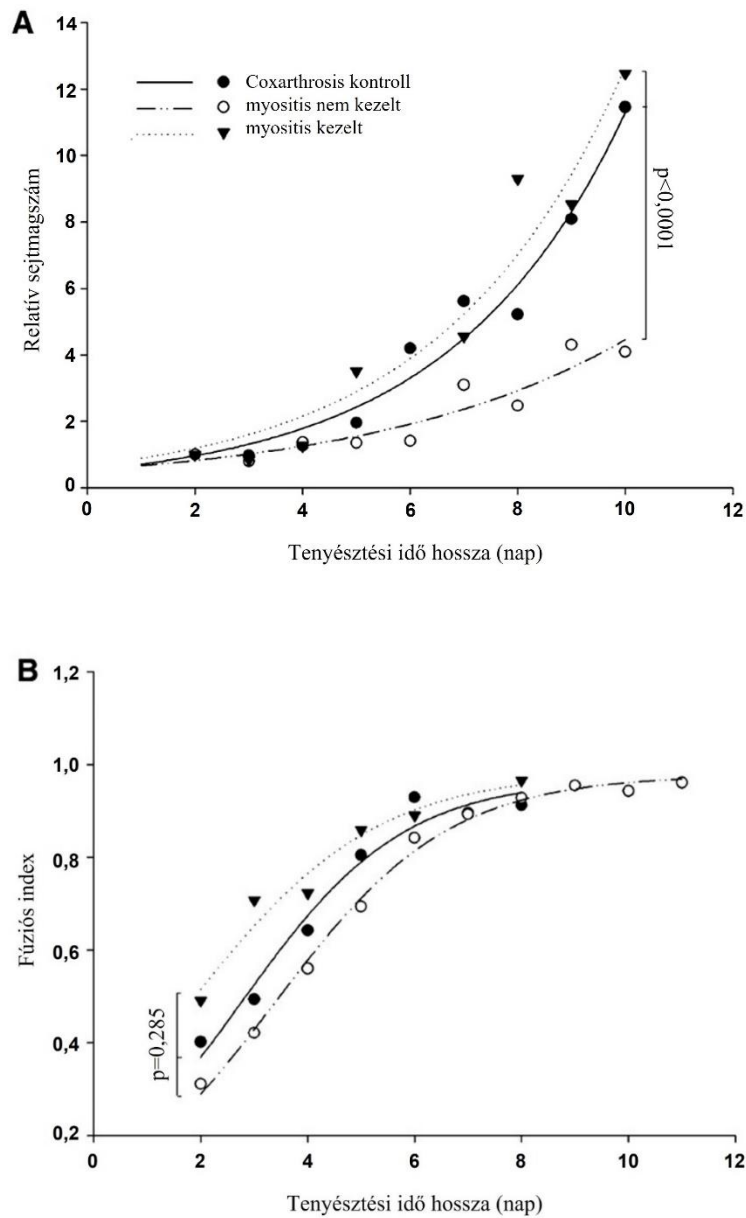 A
14
12
10
8
6
4
2
0
Coxarthrosis kontroll
myositis nem kezelt
myositis kezelt
p<0,0001
Relatív sejtmagszám
0 2 4 6 8 10 12
Tenyésztési idő hossza (nap)
B
1,2
1,0
0,8
0,6
0,4
0,2
p=0,285
Fúziós index
0 2 4 6 8 10 12
Tenyésztési idő hossza (nap)